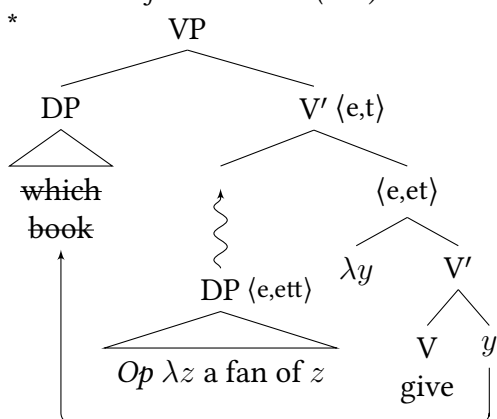 *
VP
DP V′ ⟨e,t⟩
which ⟨e,et⟩
book
DP ⟨e,ett⟩ λy V′
Op λz a fan of z V y
give